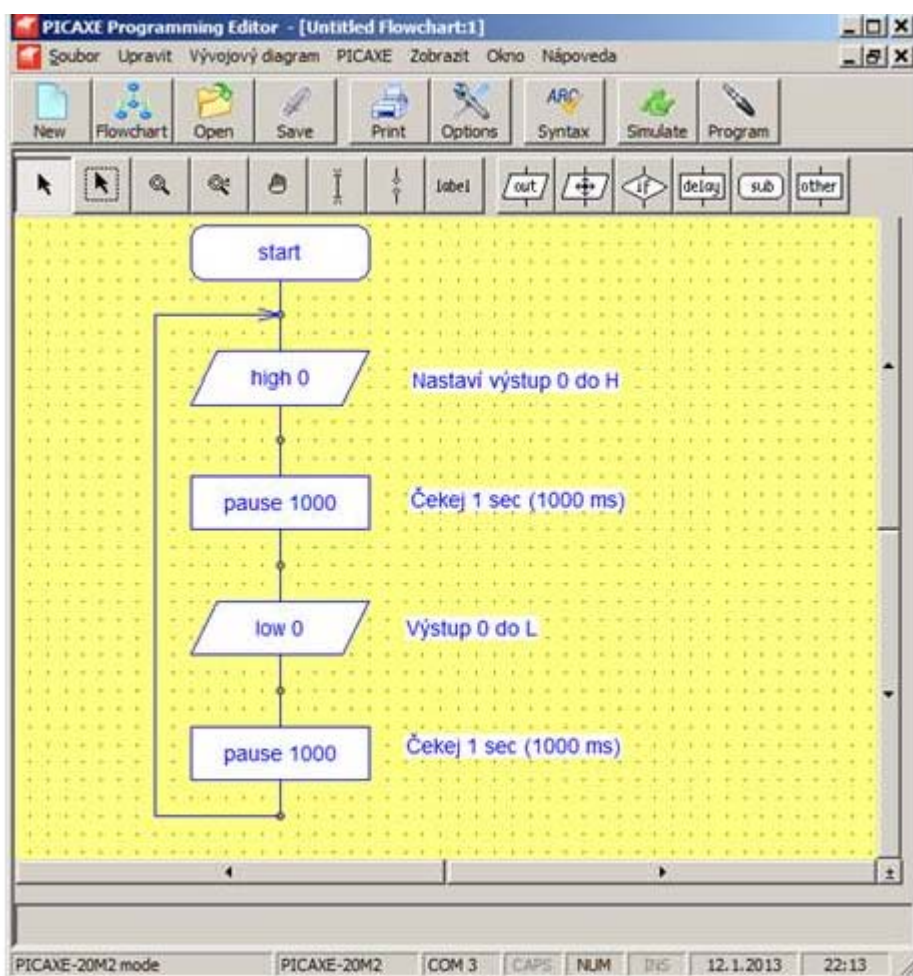 PICAXE Programming Editor - [Untitled Flowchart:1]
Soubor Upravit Vývojový diagram PICAXE Zobrazit Okno Nápoveda
New Flowchart Open Save Print Options Syntax Simulate Program
ABC
label out if delay sub other
start
high 0 Nastaví výstup 0 do H
pause 1000 Čekej 1 sec (1000 ms)
low 0 Výstup 0 do L
pause 1000 Čekej 1 sec (1000 ms)
PICAXE-20M2 mode PICAXE-20M2 COM 3 CAPS NUM INS 12.1.2013 22:13